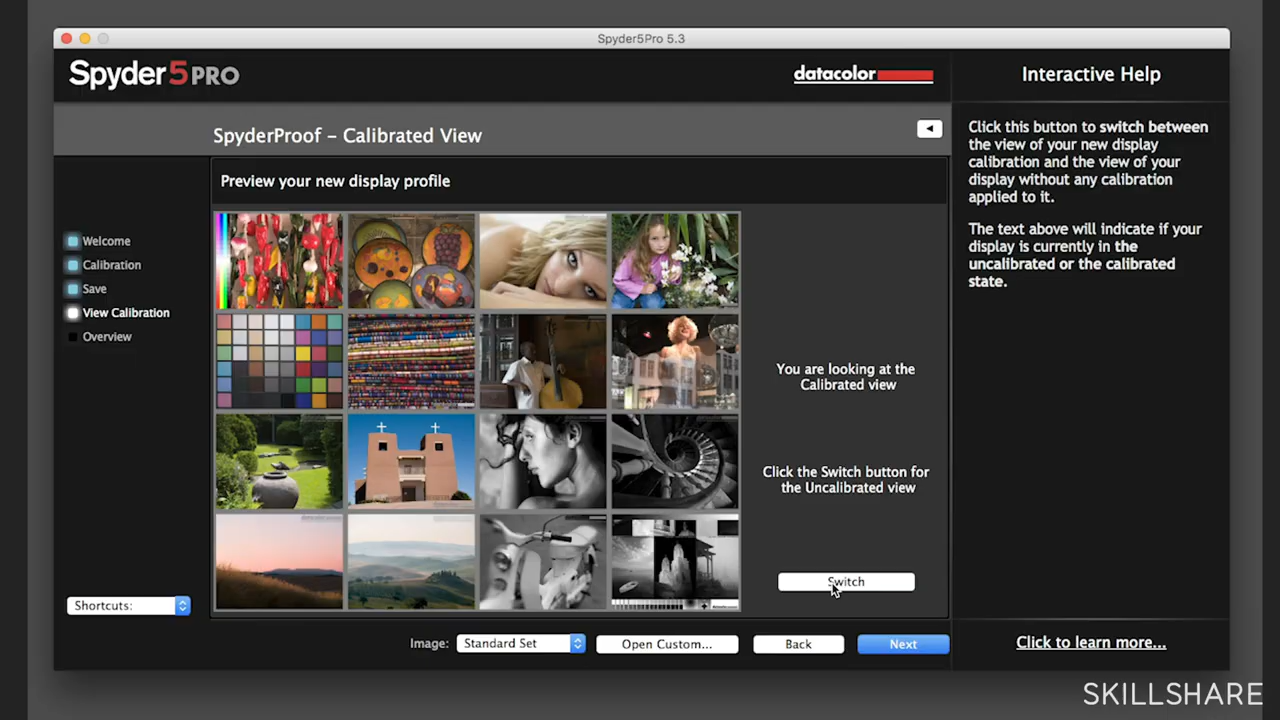 Spyder5Pro 5.3
Spyder5PRO
datacolor
Interactive Help
SpyderProof – Calibrated View
Click this button to switch between
the view of your new display
calibration and the view of your
display without any calibration
applied to it.
The text above will indicate if your
display is currently in the
uncalibrated or the calibrated
state.
Preview your new display profile
Welcome
Calibration
Save
View Calibration
Overview
You are looking at the
Calibrated view
Click the Switch button for
the Uncalibrated view
Switch
Shortcuts:
Image:
Standard Set
Open Custom...
Back
Next
Click to learn more...
SKILLSHARE